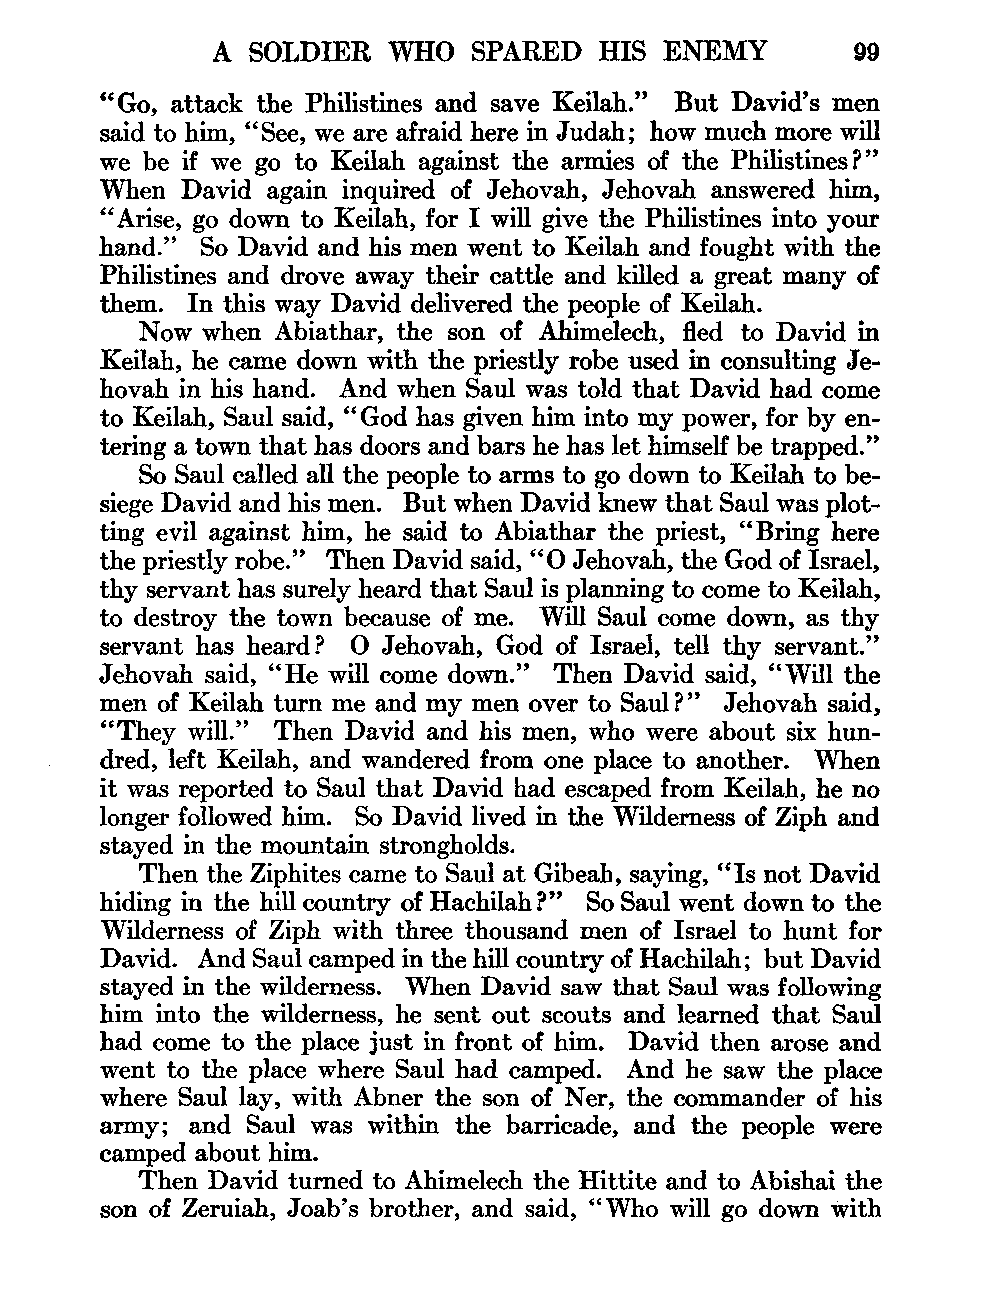 A SOLDIER WHO SPARED HIS ENEMY 99
“Go, attack the Philistines and save Keilah.” But David’s men
said to him, “See, we are afraid here in Judah; how much more will
we be if we go to Keilah against the armies of the Philistines?”
When David again inquired of Jehovah, Jehovah answered him,
“Arise, go down to Keilah, for I will give the Philistines into your
hand.” So David and his men went to Keilah and fought with the
Philistines and drove away their cattle and killed a great many of
them. In this way David delivered the people of Keilah.
Now when Abiathar, the son of Ahimelech, fled to David in
Keilah, he came down with the priestly robe used in consulting Je-
hovah in his hand. And when Saul was told that David had come
to Keilah, Saul said, “God has given him into my power, for by en-
tering a town that has doors and bars he has let himself be trapped.”
So Saul called all the people to arms to go down to Keilah to be-
siege David and his men. But when David knew that Saul was plot-
ting evil against him, he said to Abiathar the priest, “Bring here
the priestly robe.” Then David said, “O Jehovah, the God of Israel,
thy servant has surely heard that Saul is planning to come to Keilah,
to destroy the town because of me. Will Saul come down, as thy
servant has heard? O Jehovah, God of Israel, tell thy servant.”
Jehovah said, “He will come down.” Then David said, “Will the
men of Keilah turn me and my men over to Saul?” Jehovah said,
“They will.” Then David and his men, who were about six hun-
dred, left Keilah, and wandered from one place to another. When
it was reported to Saul that David had escaped from Keilah, he no
longer followed him. So David lived in the Wilderness of Ziph and
stayed in the mountain strongholds.
Then the Ziphites came to Saul at Gibeah, saying, “Is not David
hiding in the hill country of Hachilah?” So Saul went down to the
Wilderness of Ziph with three thousand men of Israel to hunt for
David. And Saul camped in the hill country of Hachilah; but David
stayed in the wilderness. When David saw that Saul was following
him into the wilderness, he sent out scouts and learned that Saul
had come to the place just in front of him. David then arose and
went to the place where Saul had camped. And he saw the place
where Saul lay, with Abner the son of Ner, the commander of his
army; and Saul was within the barricade, and the people were
camped about him.
Then David turned to Ahimelech the Hittite and to Abishai the
son of Zeruiah, Joab’s brother, and said, “Who will go down with